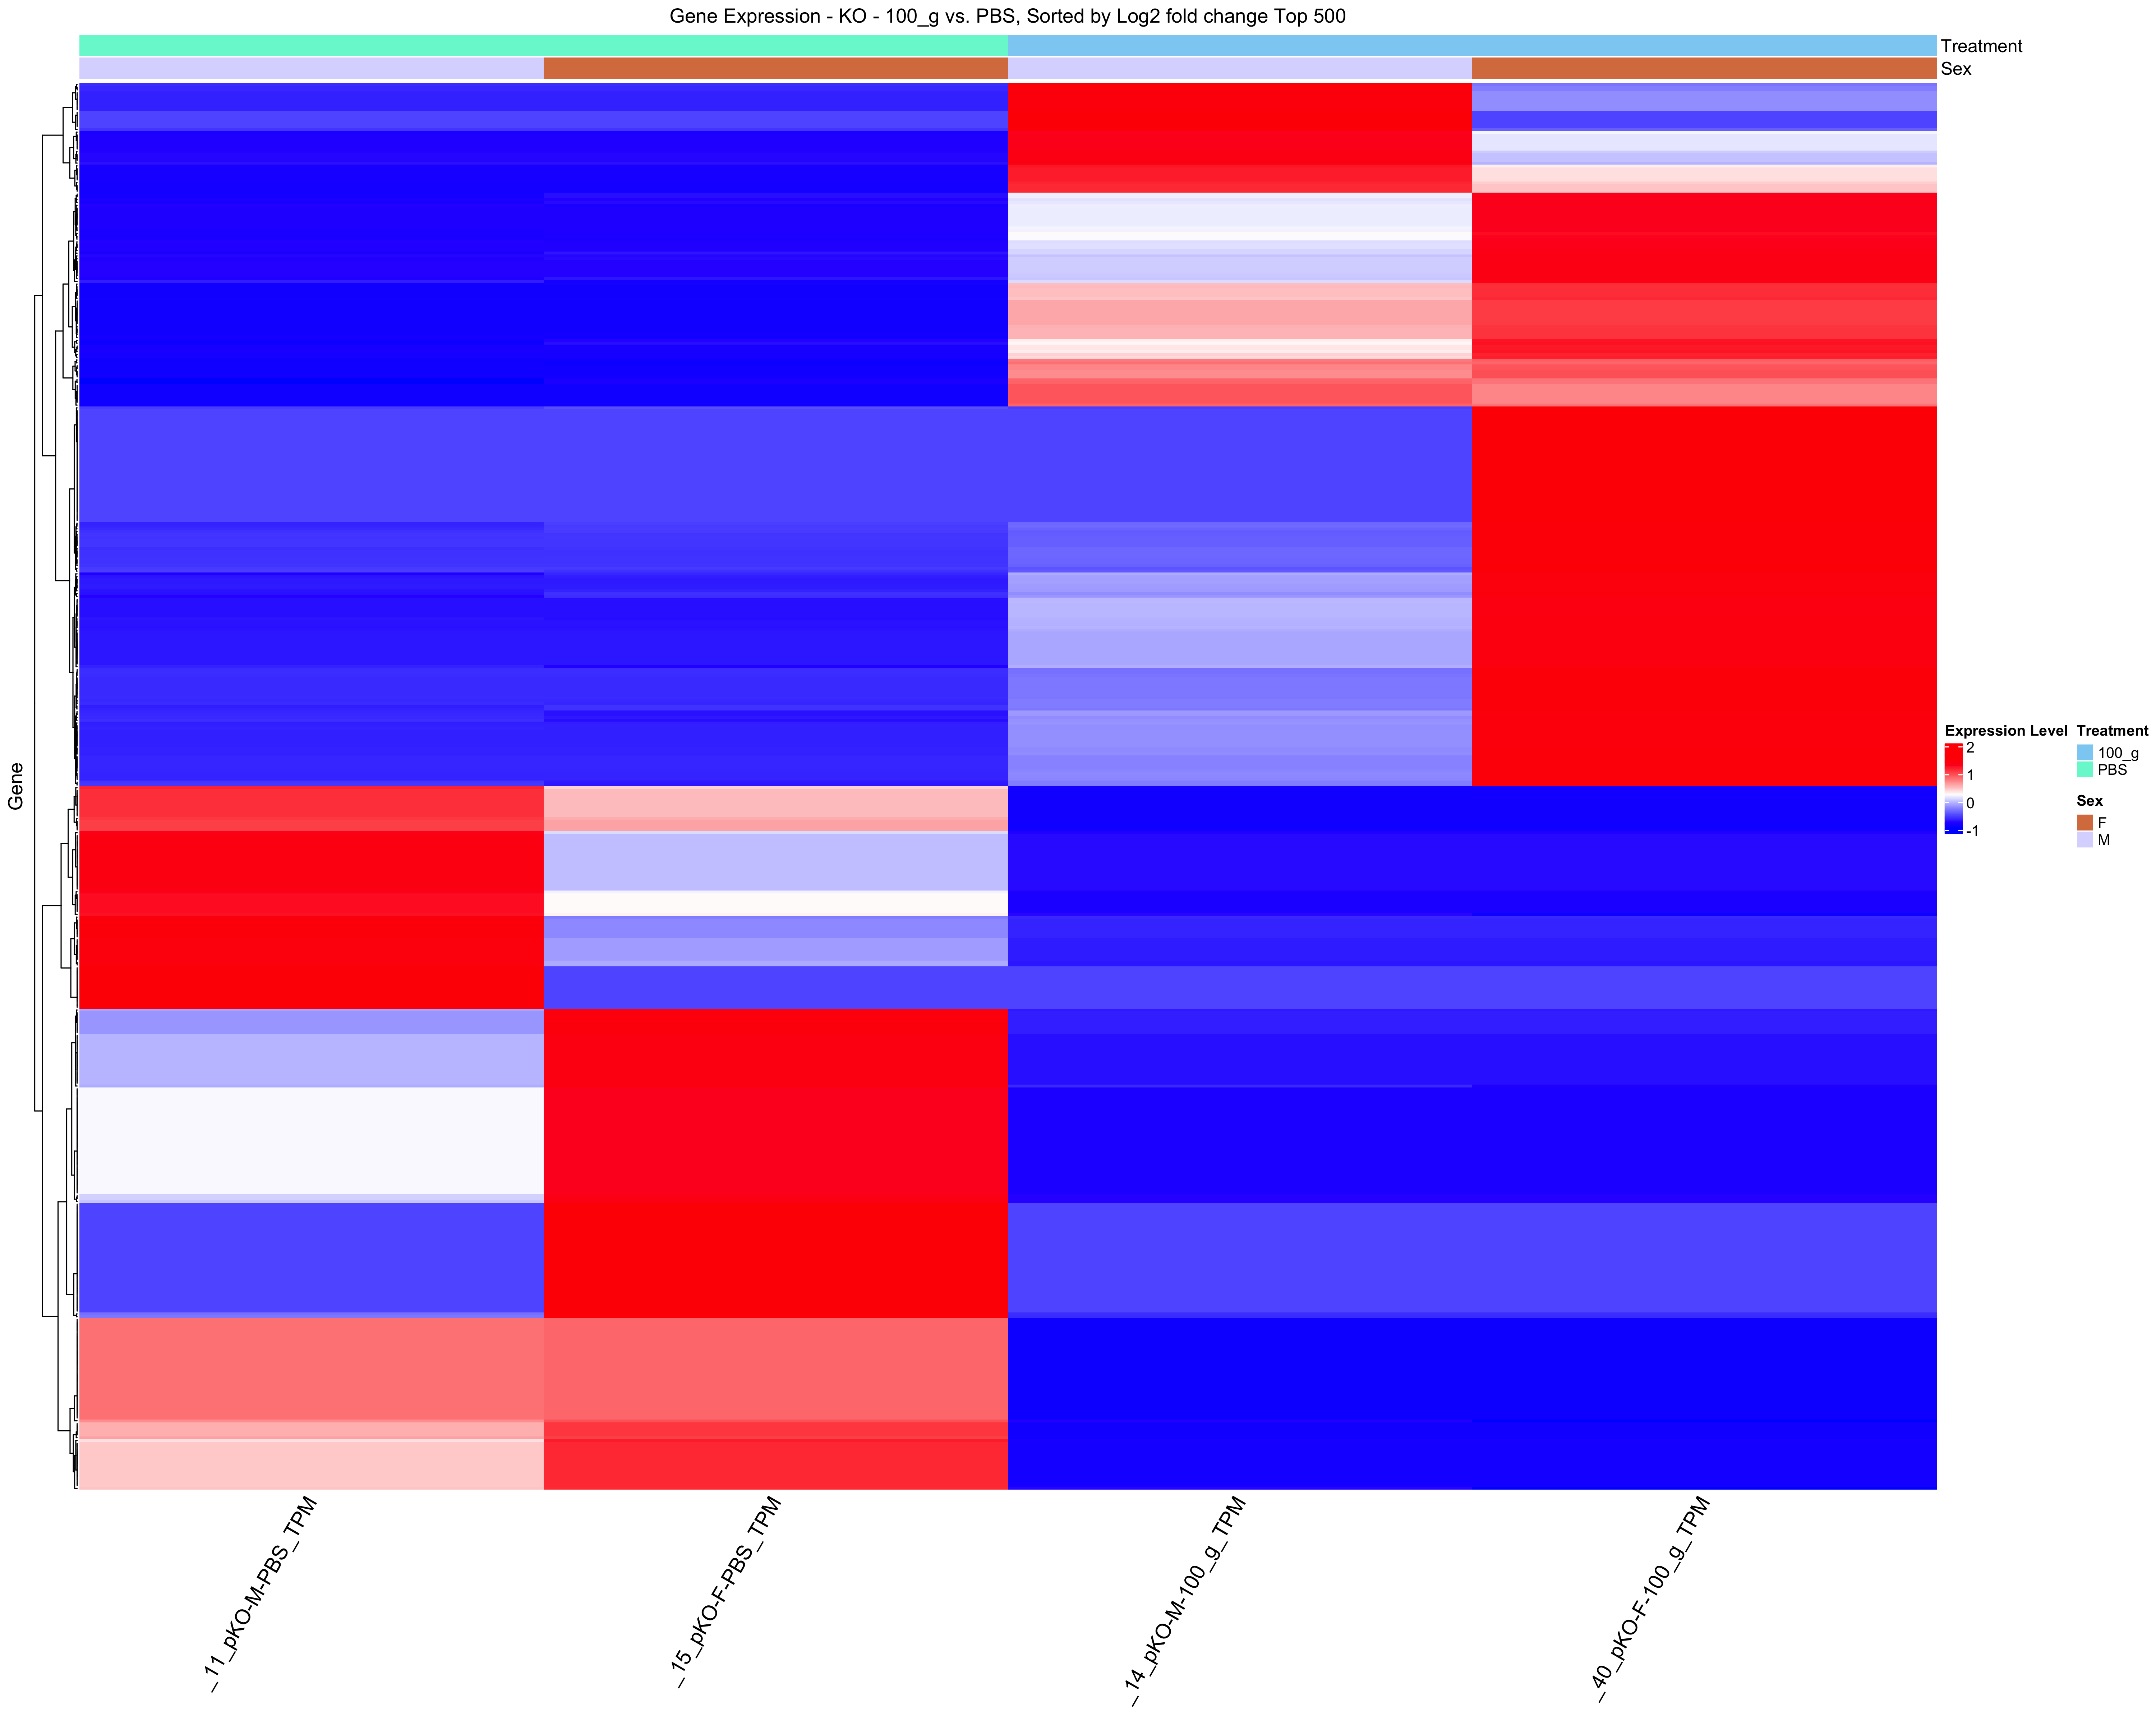 Gene Expression - KO - 100_g vs. PBS, Sorted by Log2 fold change Top 500
Treatment
Sex
Gene
Expression Level
2
1
0
-1
Treatment
100_g
PBS
Sex
F
M
_11_pKO-M-PBS_TPM
_15_pKO-F-PBS_TPM
_14_pKO-M-100_g_TPM
_40_pKO-F-100_g_TPM